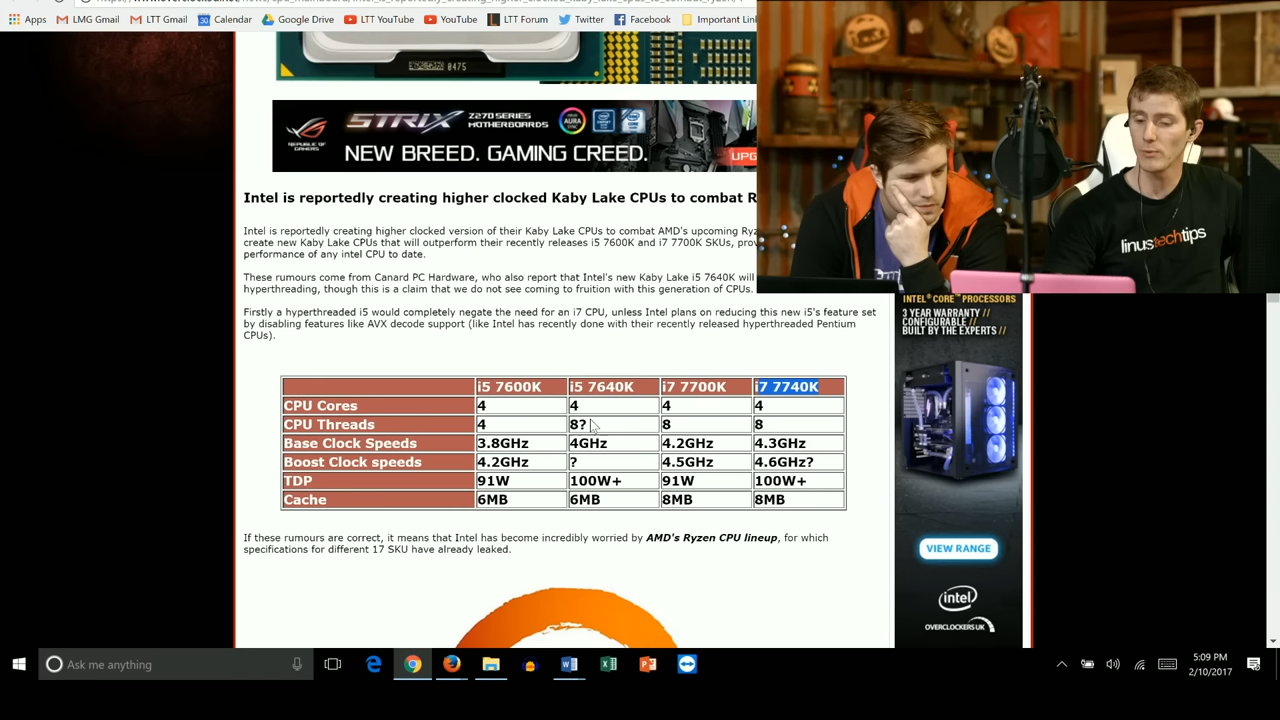 Apps LMG Gmail LTT Gmail Calendar Google Drive LTT YouTube YouTube LTT Forum Twitter Facebook Important Link
REPUBLIC OF GAMERS STRIX Z270 SERIES MOTHERBOARDS AURA
NEW BREED. GAMING CREED. UPG
Intel is reportedly creating higher clocked Kaby Lake CPUs to combat R
Intel is reportedly creating higher clocked version of their Kaby Lake CPUs to combat AMD's upcoming Ryz
create new Kaby Lake CPUs that will outperform their recently releases i5 7600K and i7 7700K SKUs, prov
performance of any intel CPU to date.
These rumours come from Canard PC Hardware, who also report that Intel's new Kaby Lake i5 7640K will
hyperthreading, though this is a claim that we do not see coming to fruition with this generation of CPUs.
Firstly a hyperthreaded i5 would completely negate the need for an i7 CPU, unless Intel plans on reducing this new i5's feature set
by disabling features like AVX decode support (like Intel has recently done with their recently released hyperthreaded Pentium
CPUs).
i5 7600K i5 7640K i7 7700K i7 7740K
CPU Cores 4 4 4 4
CPU Threads 4 8? 8 8
Base Clock Speeds 3.8GHz 4GHz 4.2GHz 4.3GHz
Boost Clock speeds 4.2GHz ? 4.5GHz 4.6GHz?
TDP 91W 100W+ 91W 100W+
Cache 6MB 6MB 8MB 8MB
If these rumours are correct, it means that Intel has become incredibly worried by AMD's Ryzen CPU lineup, for which
specifications for different 17 SKU have already leaked.
linustechtips
INTEL® CORE™ PROCESSORS
3 YEAR WARRANTY //
CONFIGURABLE //
BUILT BY THE EXPERTS //
VIEW RANGE
intel
OVERCLOCKERS UK
Ask me anything
5:09 PM
2/10/2017